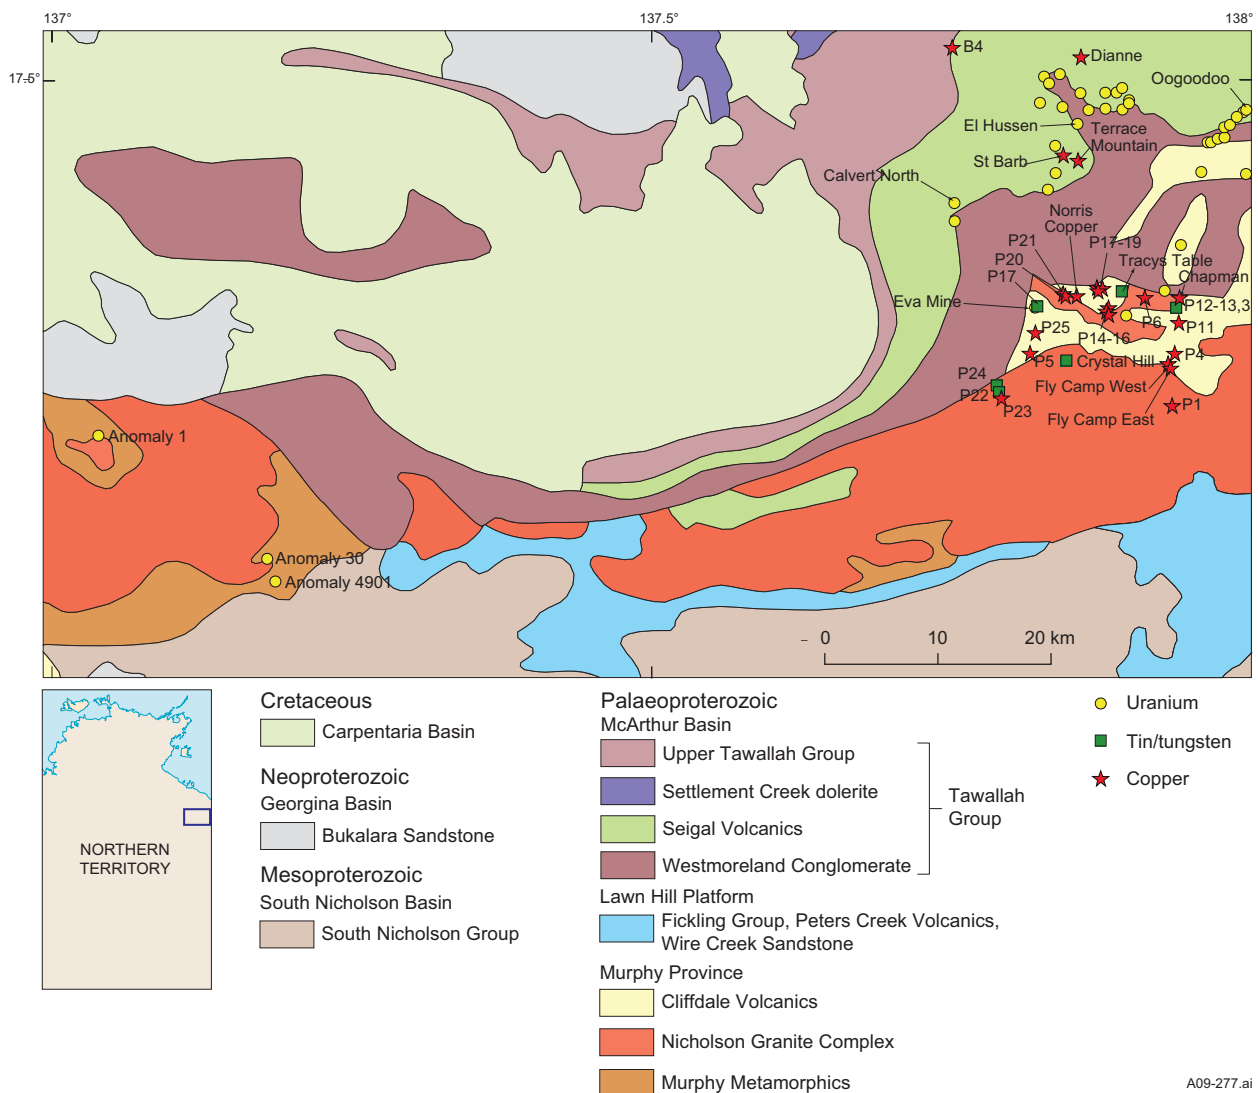 137°
137.5°
138°
17.5°
B4
Dianne
Oogoodoo
El Hussen
Terrace
Mountain
St Barb
Calvert North
Norris
Copper
P21
P17-19
P20
Tracys Table
P17
Chapman
Eva Mine
P12-13,3
P6
P25
P11
P14-16
P5
Crystal Hill
P4
P24
Fly Camp West
P22
P23
P1
Fly Camp East
Anomaly 1
Anomaly 30
Anomaly 4901
0
10
20 km
NORTHERN
TERRITORY
Cretaceous
Carpentaria Basin
Neoproterozoic
Georgina Basin
Bukalara Sandstone
Mesoproterozoic
South Nicholson Basin
South Nicholson Group
Palaeoproterozoic
McArthur Basin
Upper Tawallah Group
Settlement Creek dolerite
Seigal Volcanics
Westmoreland Conglomerate
Tawallah
Group
Lawn Hill Platform
Fickling Group, Peters Creek Volcanics,
Wire Creek Sandstone
Murphy Province
Cliffdale Volcanics
Nicholson Granite Complex
Murphy Metamorphics
Uranium
Tin/tungsten
Copper
A09-277.ai